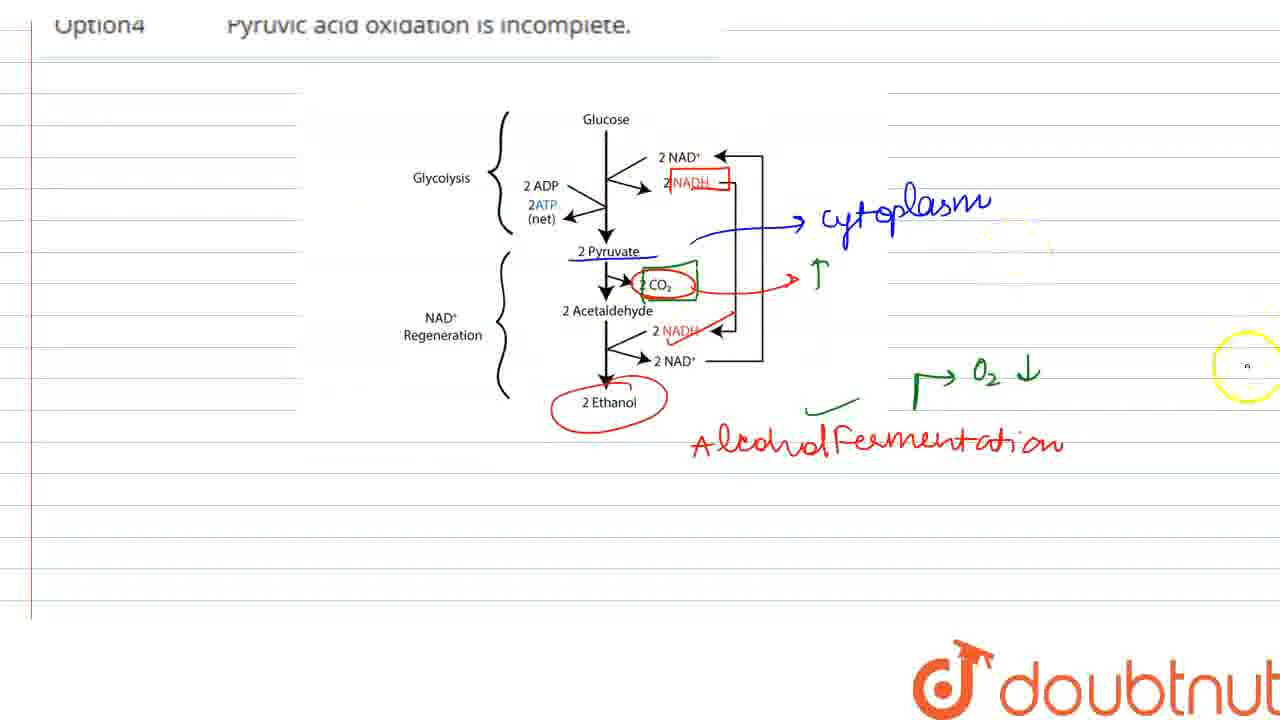 Option4 Pyruvic acid oxidation is incomplete.
Glucose
2 NAD⁺
Glycolysis
2 ADP
2 NADH
2ATP
(net)
cytoplasm
2 Pyruvate
2 CO₂
↑
2 Acetaldehyde
NAD⁺
Regeneration
2 NADH
2 NAD⁺
O₂ ↓
2 Ethanol
Alcohol Fermentation
doubtnut